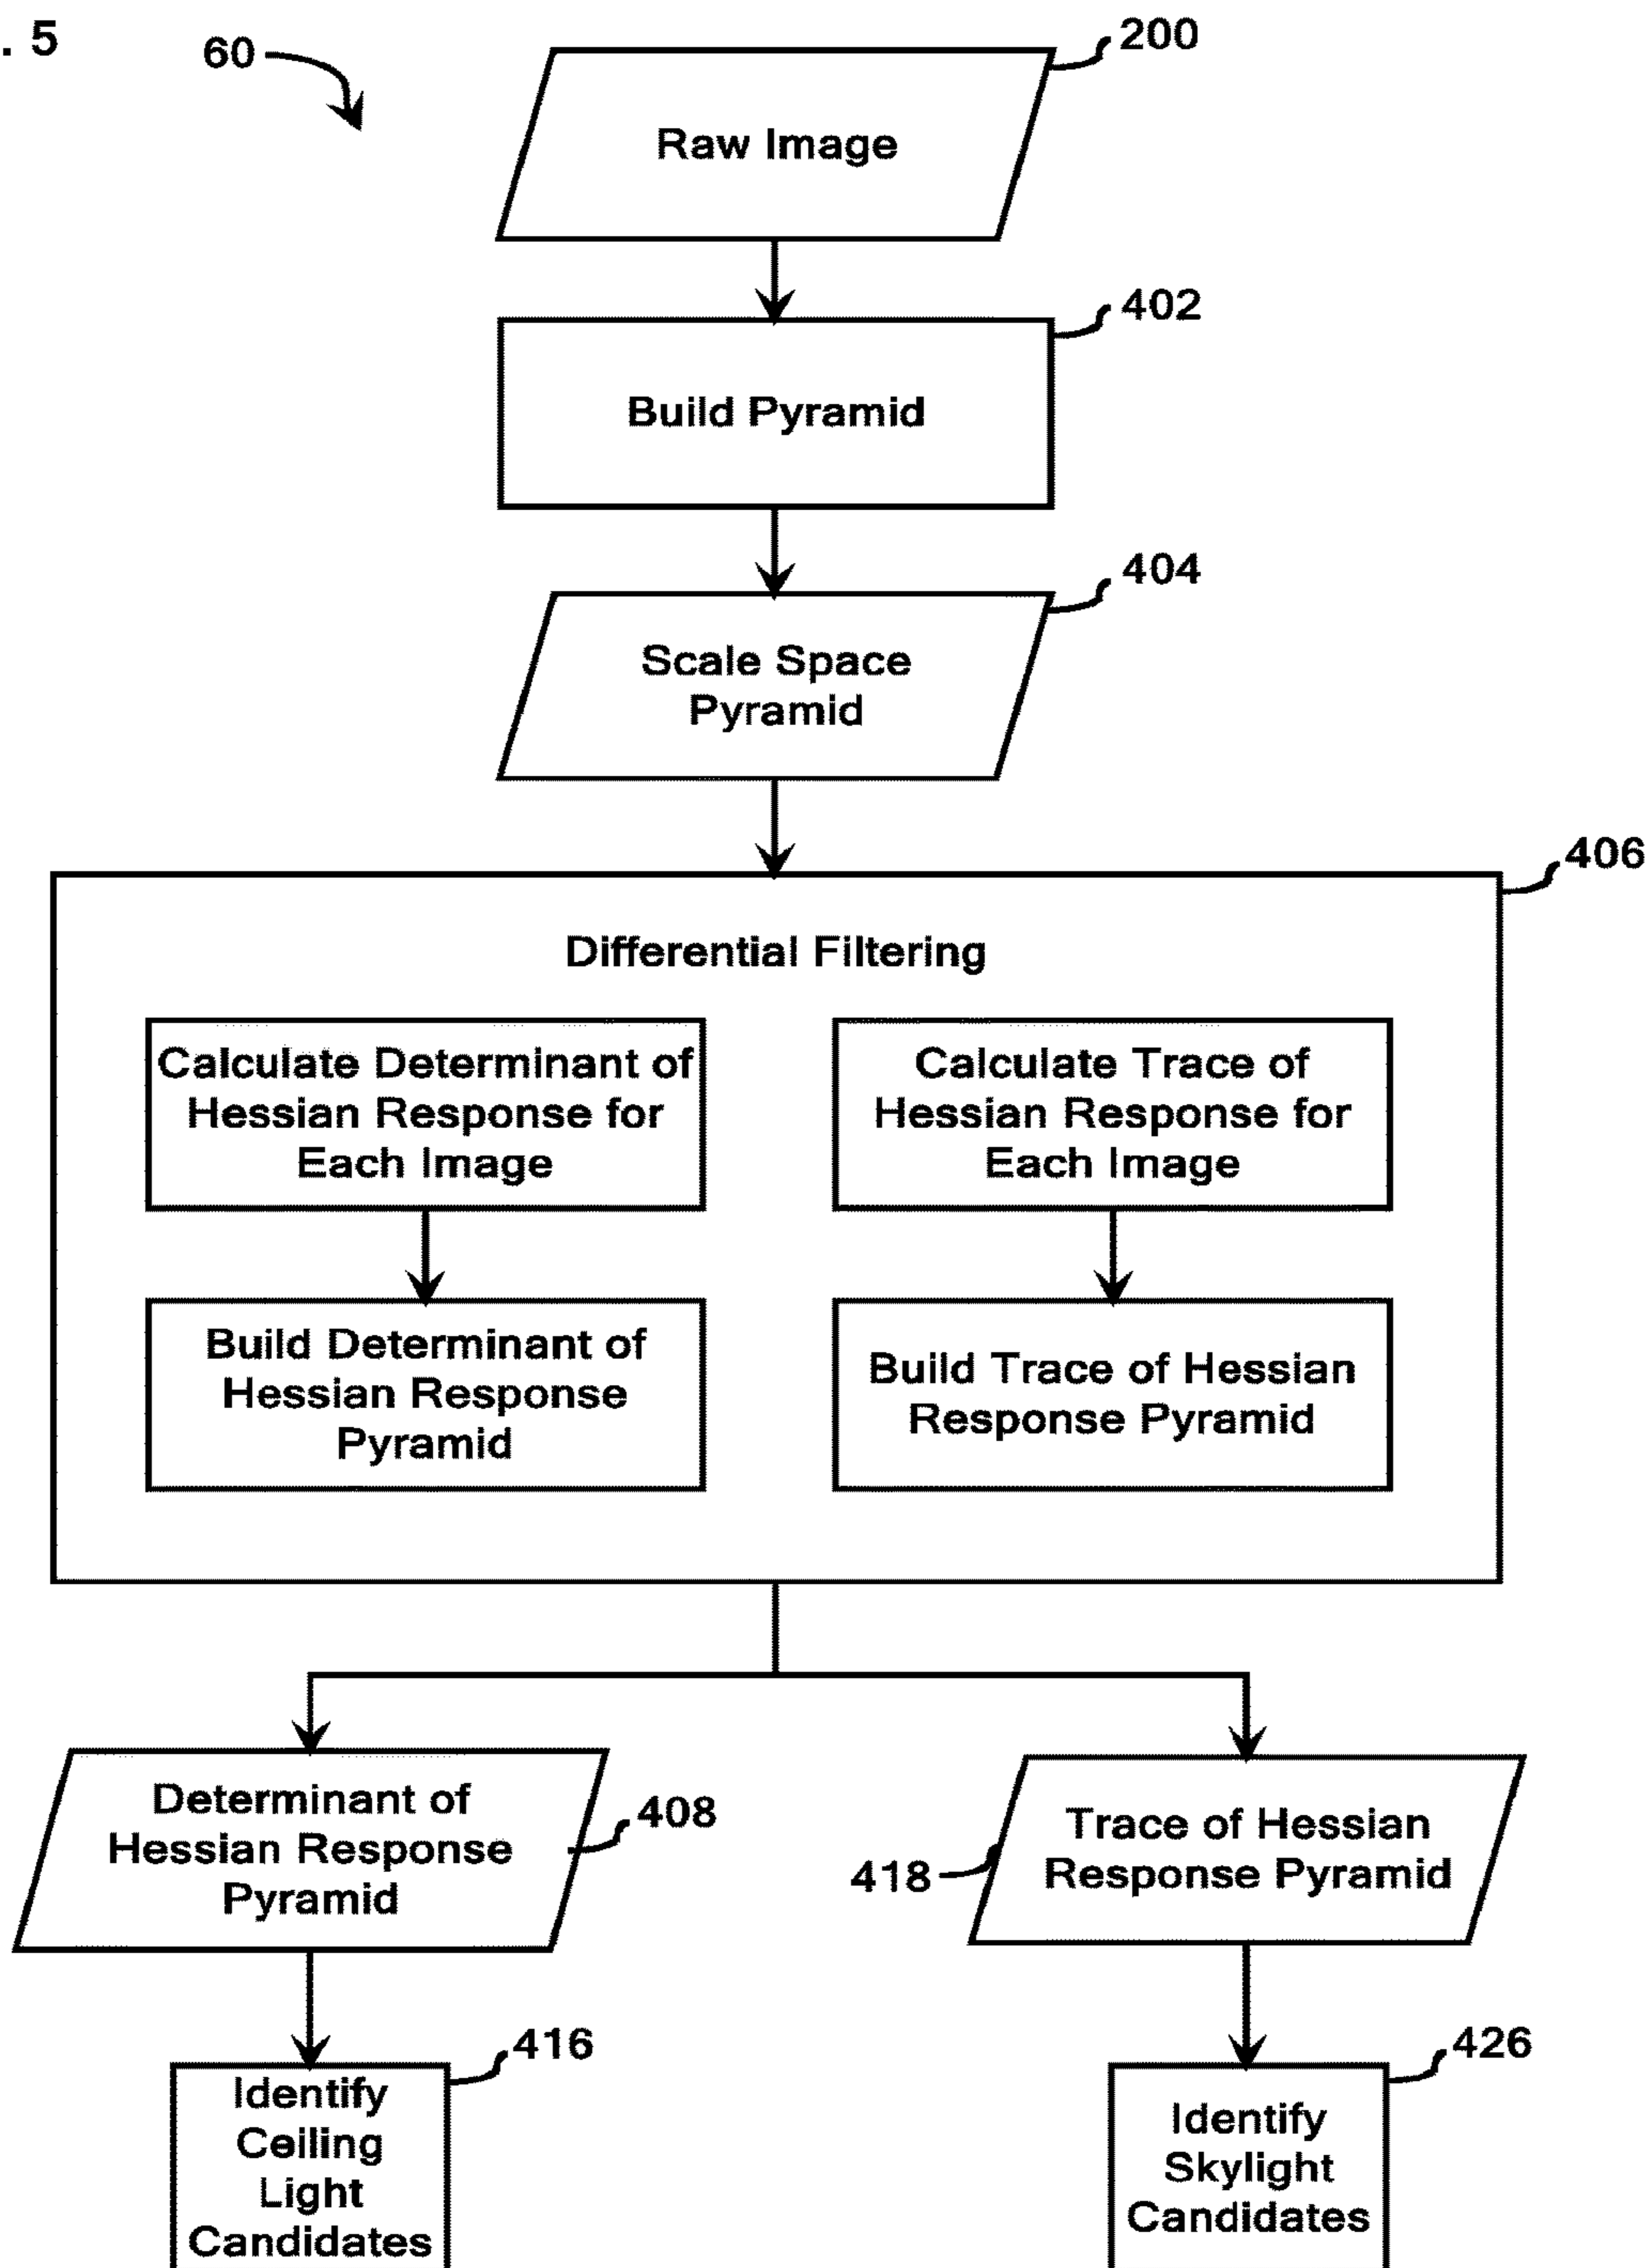 . 5
60
200
Raw Image
402
Build Pyramid
404
Scale Space
Pyramid
406
Differential Filtering
Calculate Determinant of
Hessian Response for
Each Image
Calculate Trace of
Hessian Response for
Each Image
Build Determinant of
Hessian Response
Pyramid
Build Trace of Hessian
Response Pyramid
Determinant of
Hessian Response
Pyramid
408
418
Trace of Hessian
Response Pyramid
416
Identify
Ceiling
Light
Candidates
426
Identify
Skylight
Candidates